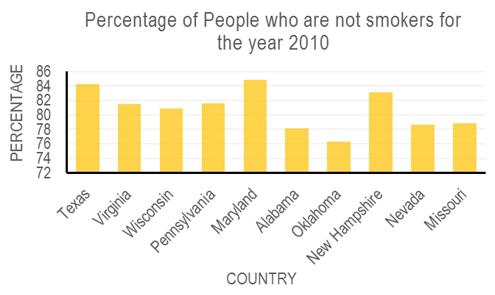 Percentage of People who are not smokers for
the year 2010
PERCENTAGE
86
84
82
80
78
76
74
72
Texas
Virginia
Wisconsin
Pennsylvania
Maryland
Alabama
Oklahoma
New Hampshire
Nevada
Missouri
COUNTRY